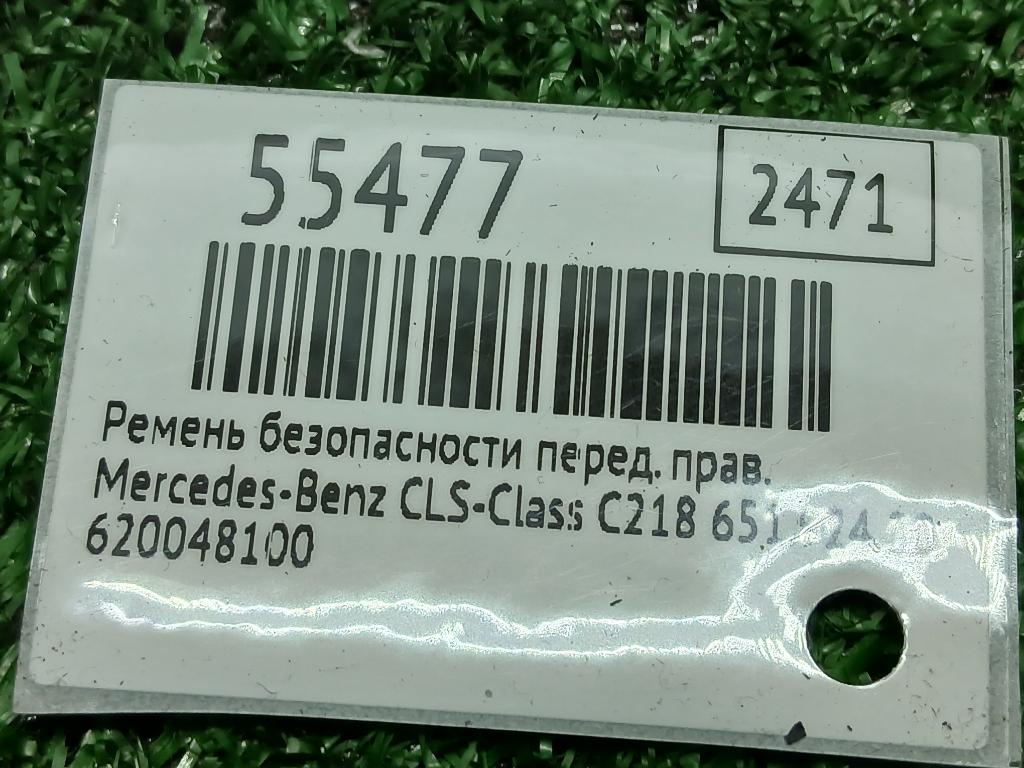 55477
2471
Ремень безопасности перед. прав.
Mercedes-Benz CLS-Class C218
620048100